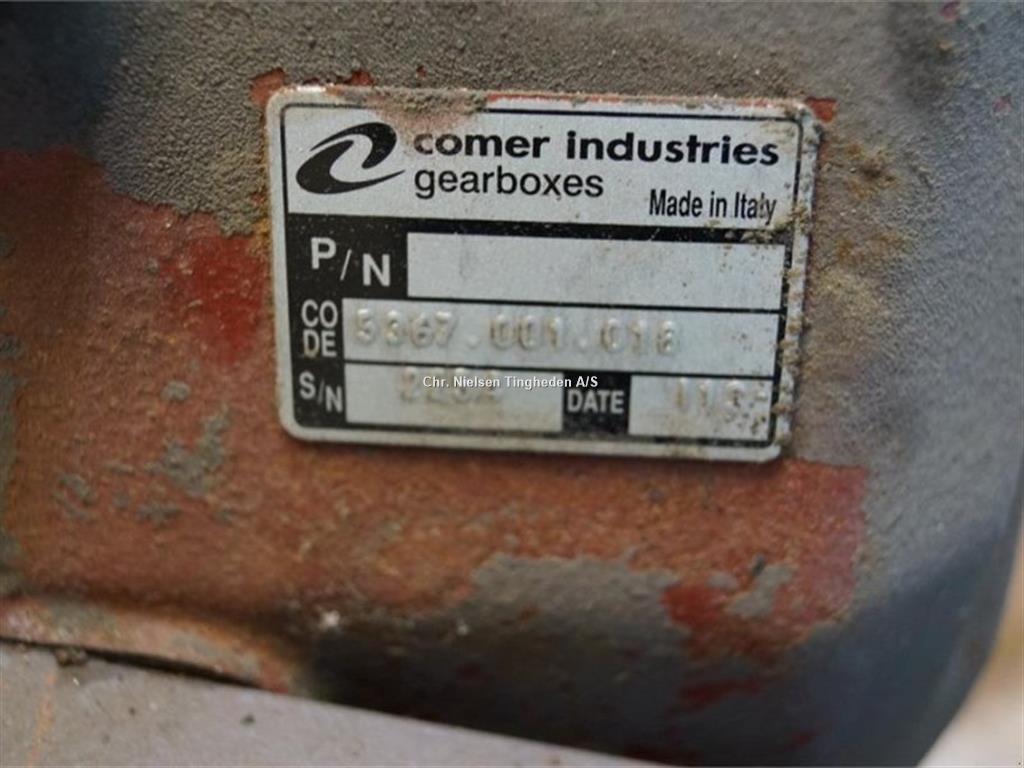 comer industries
gearboxes
Made in Italy
P/N
CODE 5367.001.018
S/N DATE
Chr. Nielsen Tingheden A/S